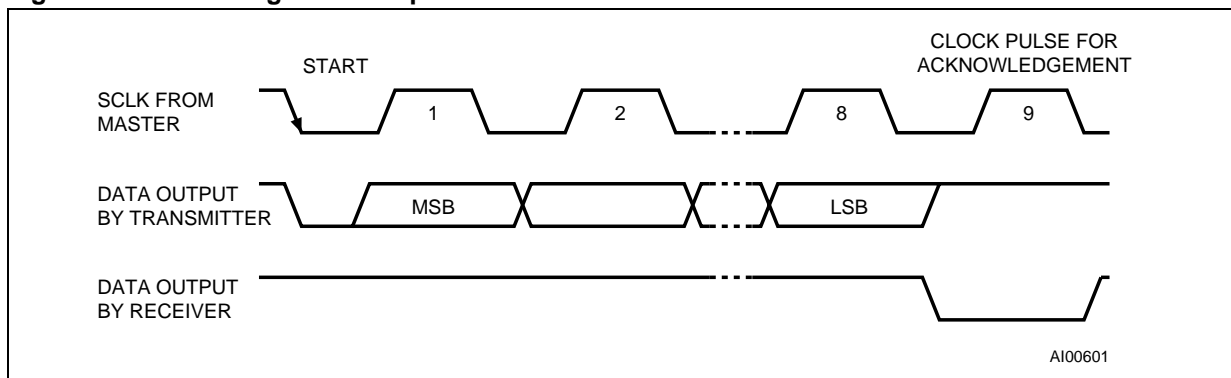 START
CLOCK PULSE FOR
ACKNOWLEDGEMENT
SCLK FROM
MASTER
1
2
8
9
DATA OUTPUT
BY TRANSMITTER
MSB
LSB
DATA OUTPUT
BY RECEIVER
AI00601